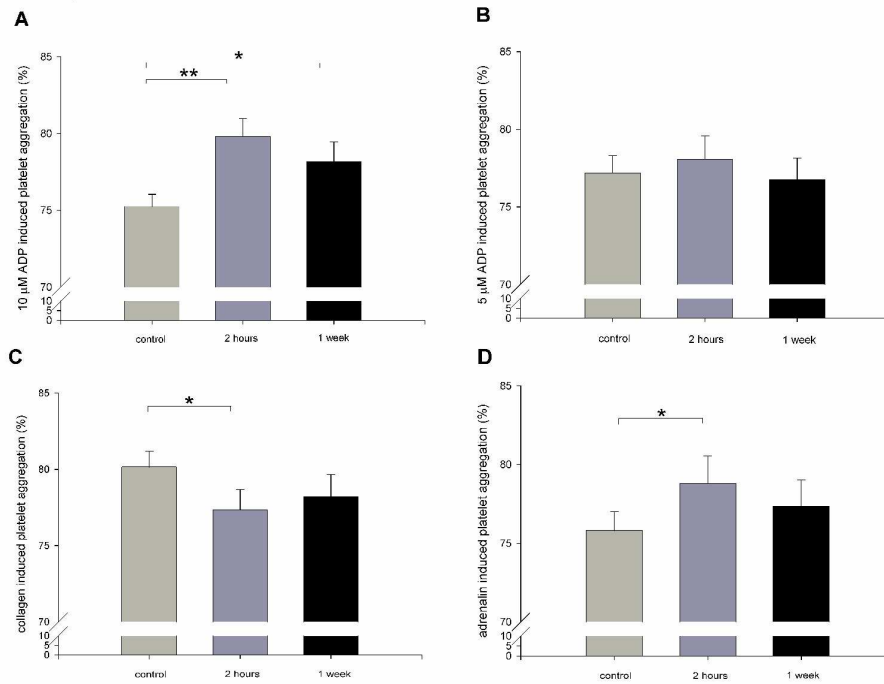 A
10 µM ADP induced platelet aggregation (%)
85
80
75
70
10
5
0
**
*
control
2 hours
1 week
B
5 µM ADP induced platelet aggregation (%)
85
80
75
70
10
5
0
control
2 hours
1 week
C
collagen induced platelet aggregation (%)
85
80
75
70
10
5
0
*
control
2 hours
1 week
D
adrenalin induced platelet aggregation (%)
85
80
75
70
10
5
0
*
control
2 hours
1 week